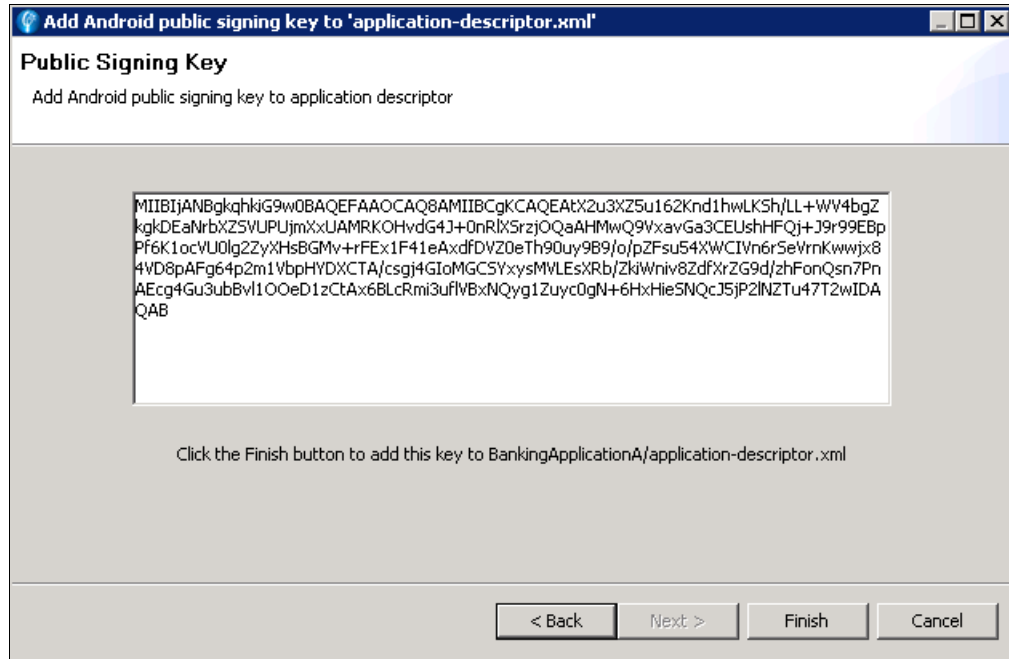 Add Android public signing key to 'application-descriptor.xml'
Public Signing Key
Add Android public signing key to application descriptor
MIIBIjANBgkqhkiG9w0BAQEFAAOCAQ8AMIIBCgKCAQEAtX2u3XZ5u162Knd1hwLKSh/LL+WV4bgZ
kgkDEaNrbXZSVUPUjmXxUAMRKOHvdG4J+0nRlXSrzjOQaAHMwQ9VxavGa3CEUshHFQj+J9r99EBp
Pf6K1ocVU0lg2ZyXHsBGMv+rFEx1F41eAxdfDVZ0eTh90uy9B9/o/pZFsu54XWCIVn6rSeVrnKwwjx8
4VD8pAFg64p2m1VbpHYDXCTA/csgj4GIoMGCSYxysMVLEsXRb/ZkiWniv8ZdfXrZG9d/zhFonQsn7Pn
AEcg4Gu3ubBvl1OOeD1zCtAx6BLcRmi3uflVBxNQyg1Zuyc0gN+6HxHieSNQcJ5jP2lNZTu47T2wIDA
QAB
Click the Finish button to add this key to BankingApplicationA/application-descriptor.xml
< Back Next > Finish Cancel